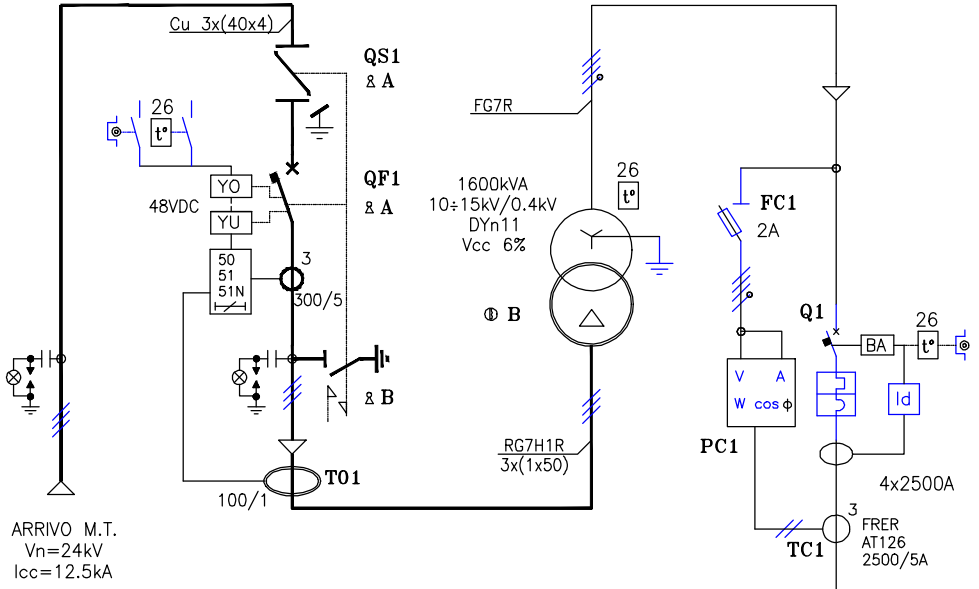 Cu 3x(40x4)
QS1
& A
26
t°
YO
48VDC
YU
QF1
& A
50
51
51N
3
300/5
& B
T01
100/1
ARRIVO M.T.
Vn=24kV
Icc=12.5kA
FG7R
1600kVA
10÷15kV/0.4kV
DYn11
Vcc 6%
26
t°
B
RG7H1R
3x(1x50)
FC1
2A
Q1
BA
26
t°
Id
V A
W cosϕ
PC1
4x2500A
3
TC1
FRER
AT126
2500/5A